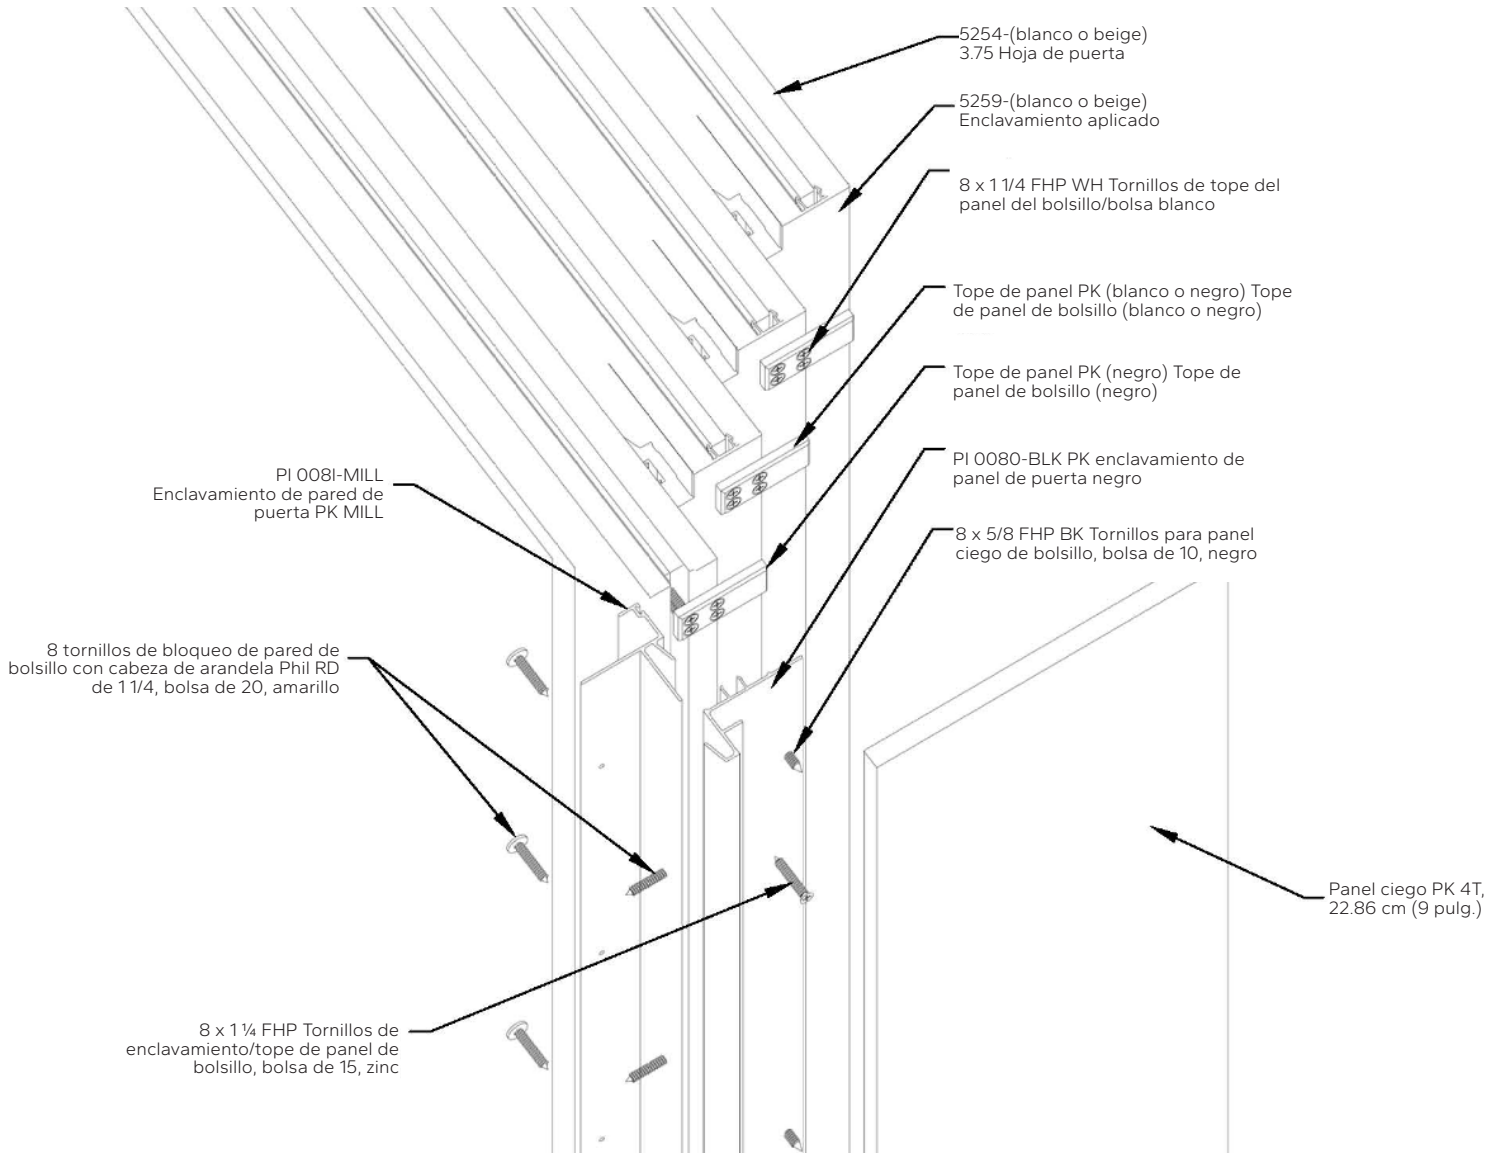 5254-(blanco o beige)
3.75 Hoja de puerta
5259-(blanco o beige)
Enclavamiento aplicado
8 x 1 1/4 FHP WH Tornillos de tope del
panel del bolsillo/bolsa blanco
Tope de panel PK (blanco o negro) Tope
de panel de bolsillo (blanco o negro)
Tope de panel PK (negro) Tope de
panel de bolsillo (negro)
PI 0080-BLK PK enclavamiento de
panel de puerta negro
8 x 5/8 FHP BK Tornillos para panel
ciego de bolsillo, bolsa de 10, negro
PI 008I-MILL
Enclavamiento de pared de
puerta PK MILL
8 tornillos de bloqueo de pared de
bolsillo con cabeza de arandela Phil RD
de 1 1/4, bolsa de 20, amarillo
Panel ciego PK 4T,
22.86 cm (9 pulg.)
8 x 1 ¼ FHP Tornillos de
enclavamiento/tope de panel de
bolsillo, bolsa de 15, zinc